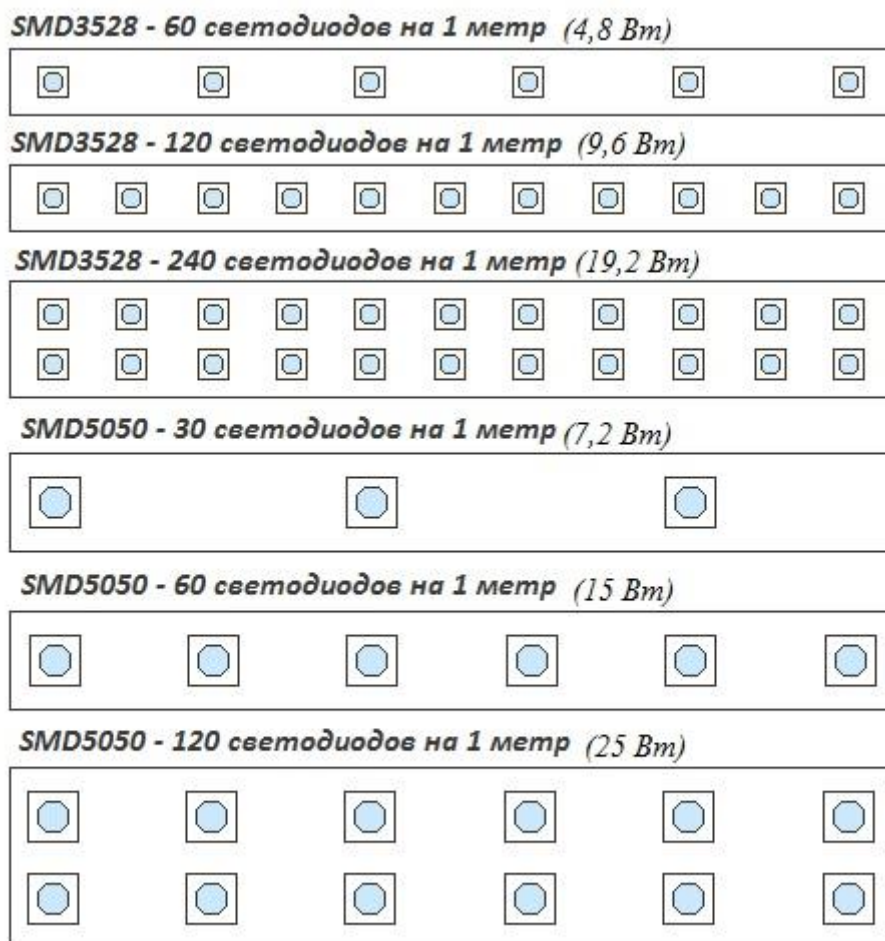 SMD3528 - 60 светодиодов на 1 метр (4,8 Вт)
SMD3528 - 120 светодиодов на 1 метр (9,6 Вт)
SMD3528 - 240 светодиодов на 1 метр (19,2 Вт)
SMD5050 - 30 светодиодов на 1 метр (7,2 Вт)
SMD5050 - 60 светодиодов на 1 метр (15 Вт)
SMD5050 - 120 светодиодов на 1 метр (25 Вт)